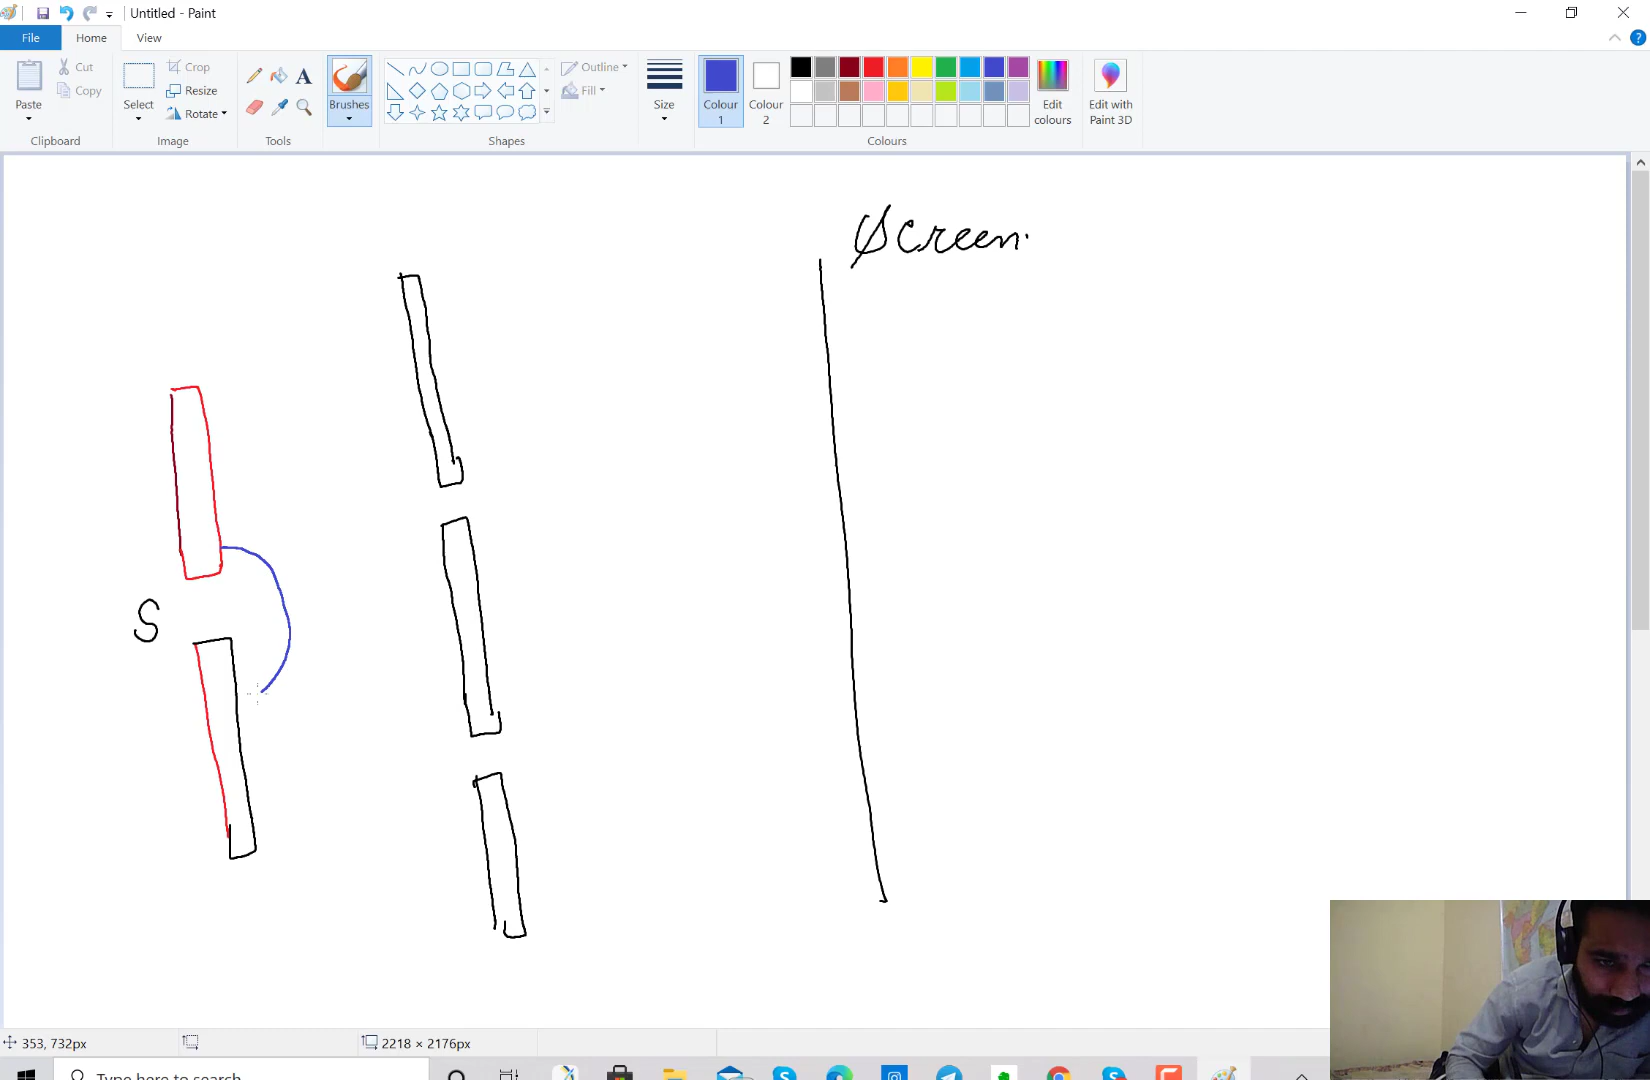 Untitled - Paint
File Home View
Paste
Cut
Copy
Clipboard
Select
Crop
Resize
Rotate
Image
A
Tools
Brushes
Shapes
Outline
Fill
Size
Colour 1
Colour 2
Edit colours
Colours
Edit with Paint 3D
Screen.
S
353, 732px
2218 × 2176px
Type here to search